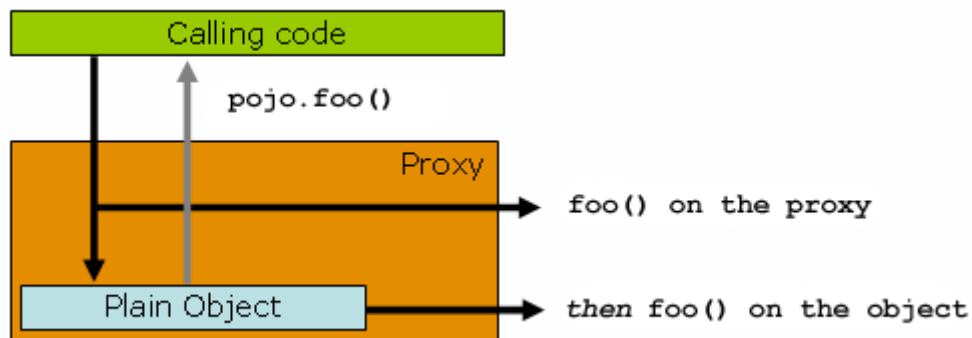 Calling code
pojo.foo()
Proxy
foo() on the proxy
Plain Object
then foo() on the object